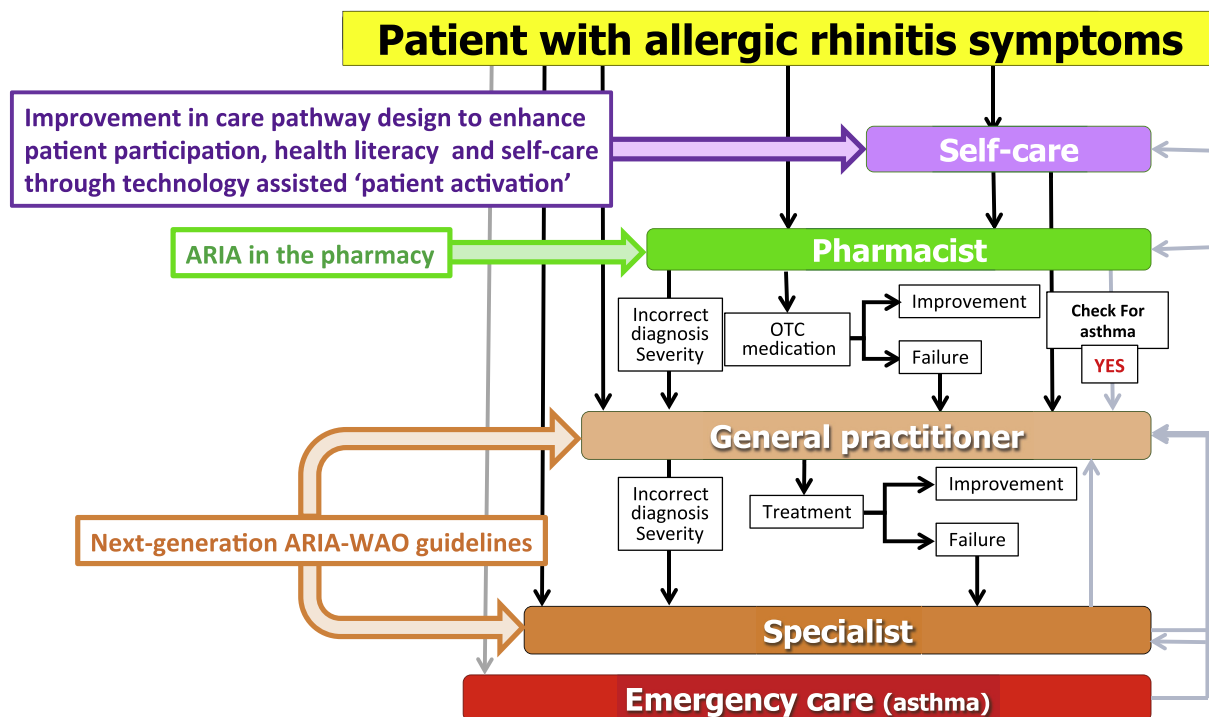 Patient with allergic rhinitis symptoms
Improvement in care pathway design to enhance
patient participation, health literacy and self-care
through technology assisted ‘patient activation’
Self-care
ARIA in the pharmacy
Pharmacist
Incorrect
diagnosis
Severity
OTC
medication
Improvement
Failure
Check For
asthma
YES
General practitioner
Next-generation ARIA-WAO guidelines
Incorrect
diagnosis
Severity
Treatment
Improvement
Failure
Specialist
Emergency care (asthma)